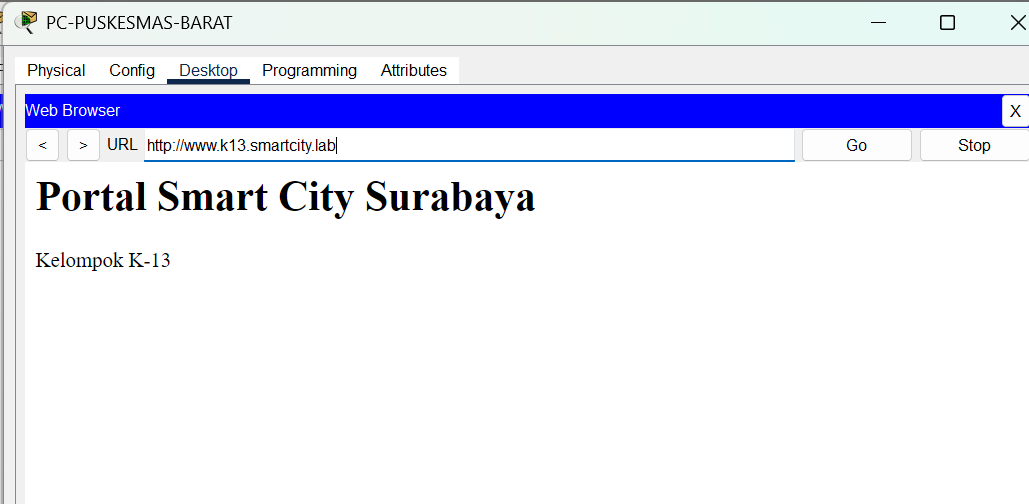 PC-PUSKESMAS-BARAT
Physical Config Desktop Programming Attributes
Web Browser X
< > URL http://www.k13.smartcity.lab Go Stop
Portal Smart City Surabaya
Kelompok K-13